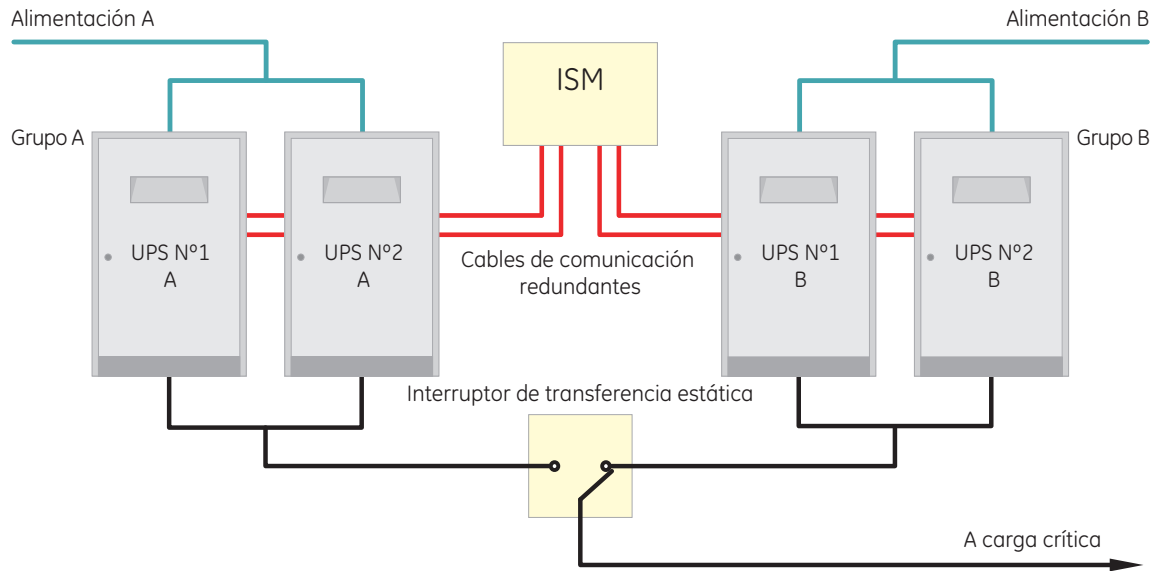 Alimentación A
Alimentación B
ISM
Grupo A
Grupo B
UPS Nº1
A
UPS Nº2
A
UPS Nº1
B
UPS Nº2
B
Cables de comunicación
redundantes
Interruptor de transferencia estática
A carga crítica